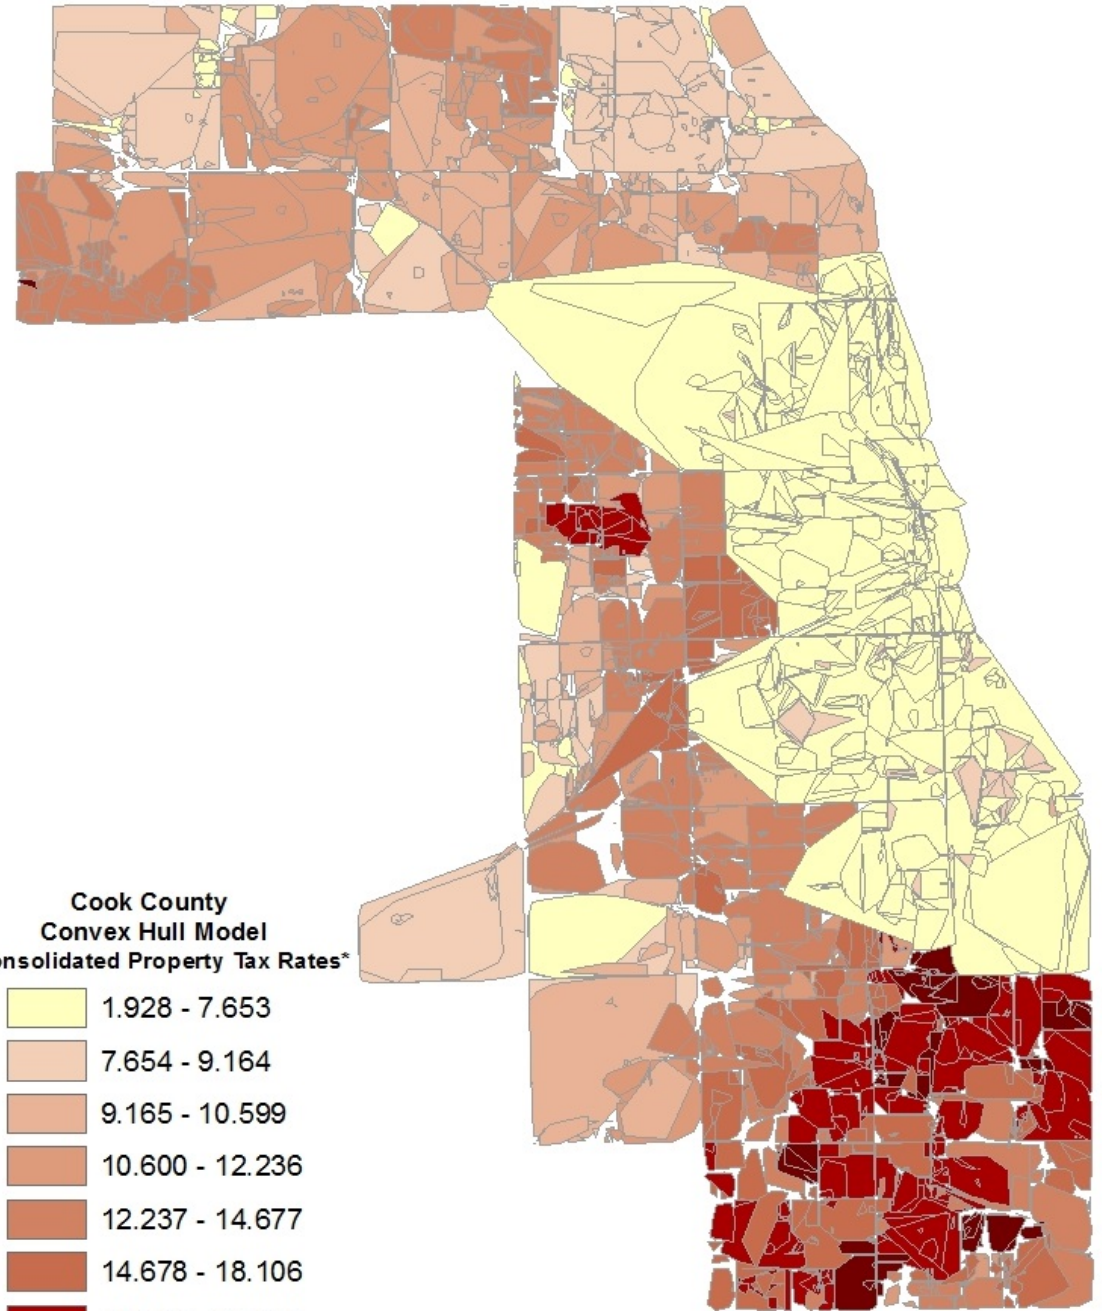 Cook County
Convex Hull Model
onsolidated Property Tax Rates*
1.928 - 7.653
7.654 - 9.164
9.165 - 10.599
10.600 - 12.236
12.237 - 14.677
14.678 - 18.106